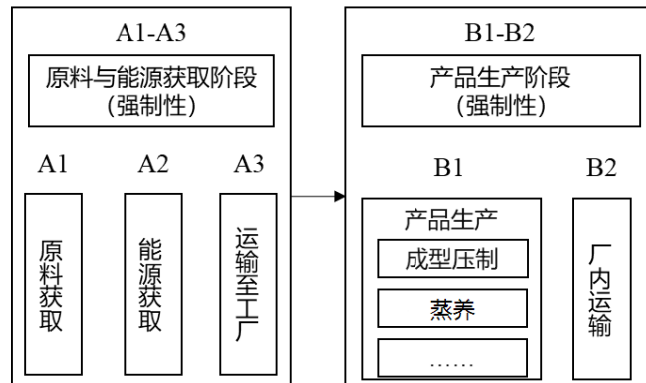 A1-A3
原料与能源获取阶段
（强制性）
A1
A2
A3
原料获取
能源获取
运输至工厂
B1-B2
产品生产阶段
（强制性）
B1
B2
产品生产
成型压制
蒸养
……
厂内运输